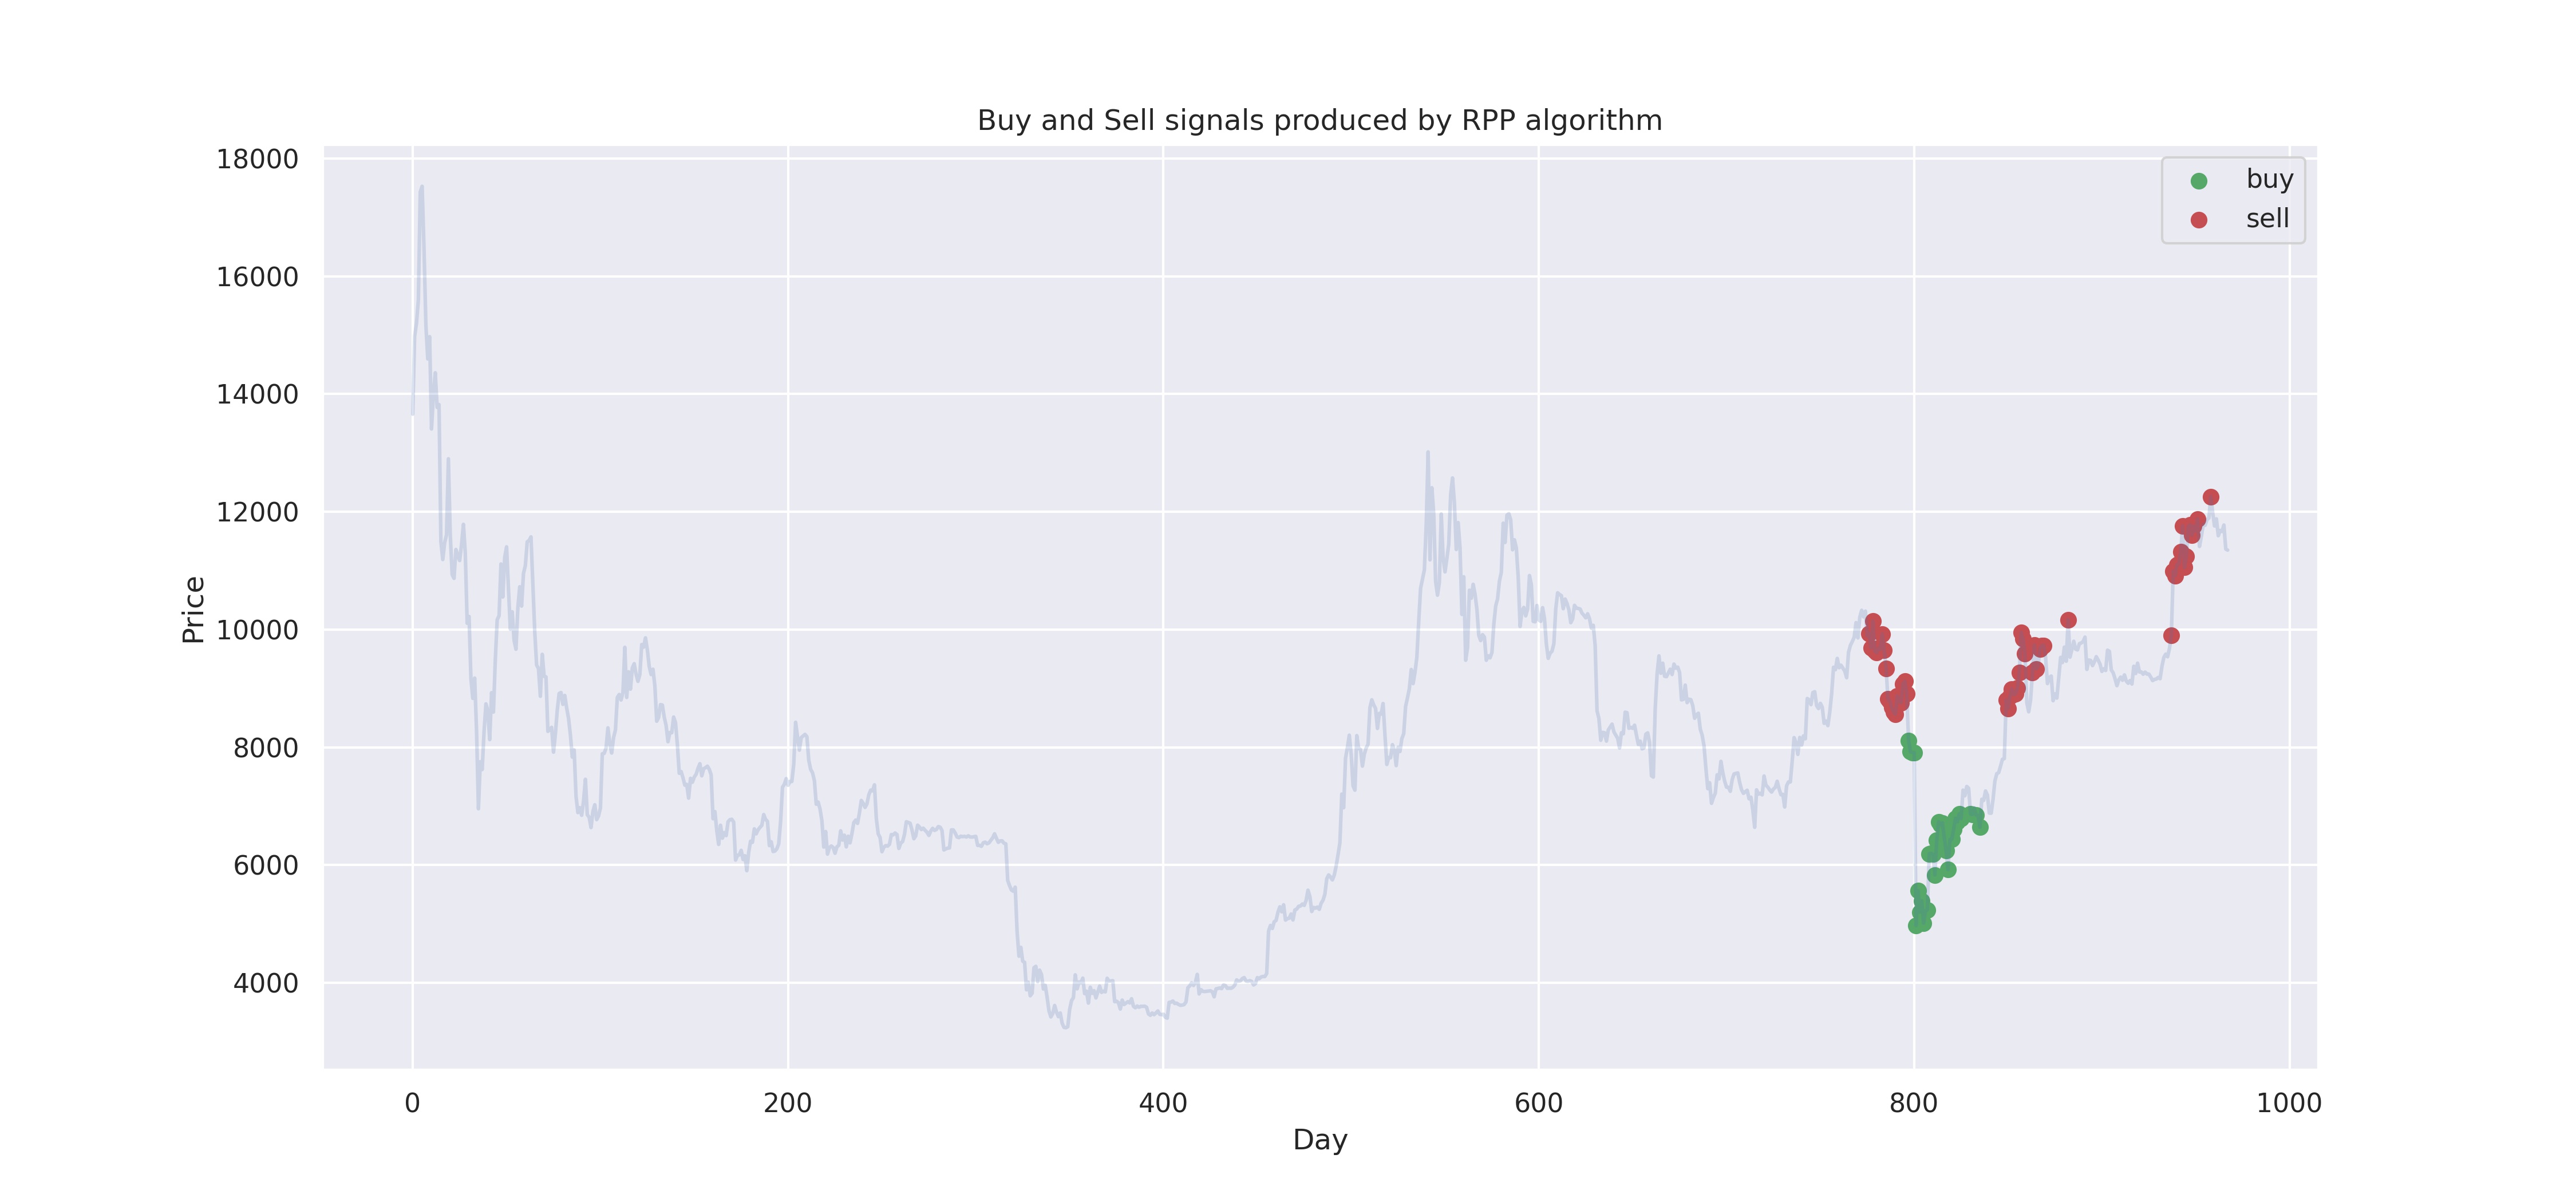 Buy and Sell signals produced by RPP algorithm
18000
16000
14000
12000
10000
8000
6000
4000
Price
buy
sell
0 200 400 600 800 1000
Day